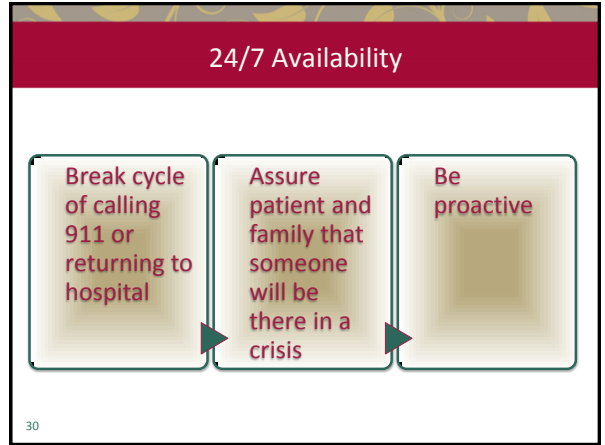 24/7 Availability
Break cycle
of calling
911 or
returning to
hospital
Assure
patient and
family that
someone
will be
there in a
crisis
Be
proactive
30